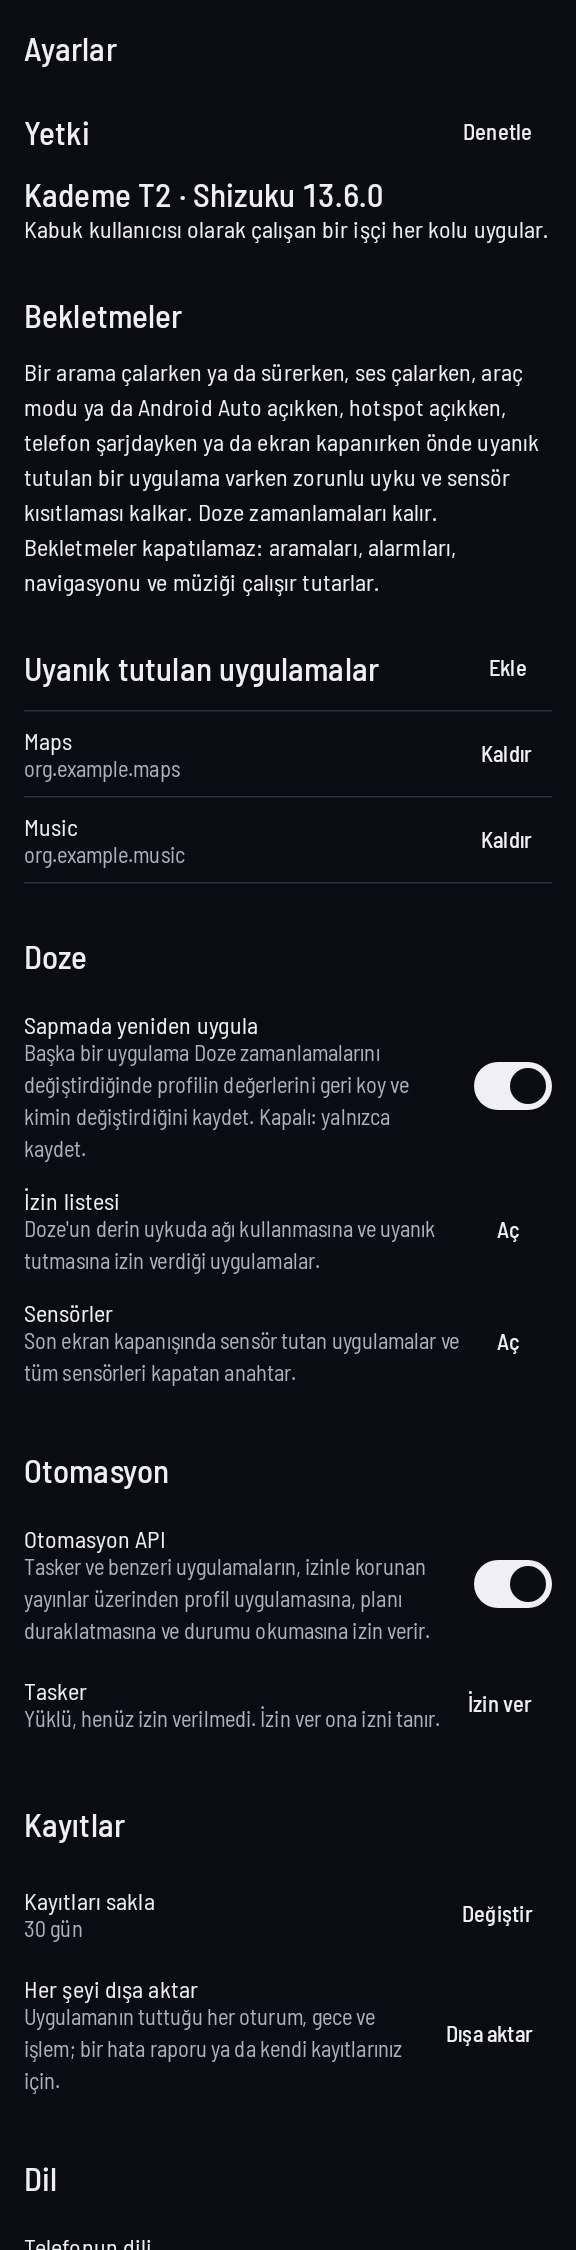 Ayarlar
Yetki
Denetle
Kademe T2 · Shizuku 13.6.0
Kabuk kullanıcısı olarak çalışan bir işçi her kolu uygular.
Bekletmeler
Bir arama çalarken ya da sürerken, ses çalarken, araç
modu ya da Android Auto açıkken, hotspot açıkken,
telefon şarjdayken ya da ekran kapanırken önde uyanık
tutulan bir uygulama varken zorunlu uyku ve sensör
kısıtlaması kalkar. Doze zamanlamaları kalır.
Bekletmeler kapatılamaz: aramaları, alarmları,
navigasyonu ve müziği çalışır tutarlar.
Uyanık tutulan uygulamalar
Ekle
Maps
org.example.maps
Kaldır
Music
org.example.music
Kaldır
Doze
Sapmada yeniden uygula
Başka bir uygulama Doze zamanlamalarını
değiştirdiğinde profilin değerlerini geri koy ve
kimin değiştirdiğini kaydet. Kapalı: yalnızca
kaydet.
İzin listesi
Doze'un derin uykuda ağı kullanmasına ve uyanık
tutmasına izin verdiği uygulamalar.
Aç
Sensörler
Son ekran kapanışında sensör tutan uygulamalar ve
tüm sensörleri kapatan anahtar.
Aç
Otomasyon
Otomasyon API
Tasker ve benzeri uygulamaların, izinle korunan
yayınlar üzerinden profil uygulamasına, planı
duraklatmasına ve durumu okumasına izin verir.
Tasker
Yüklü, henüz izin verilmedi. İzin ver ona izni tanır.
İzin ver
Kayıtlar
Kayıtları sakla
30 gün
Değiştir
Her şeyi dışa aktar
Uygulamanın tuttuğu her oturum, gece ve
işlem; bir hata raporu ya da kendi kayıtlarınız
için.
Dışa aktar
Dil
Telefonun dili